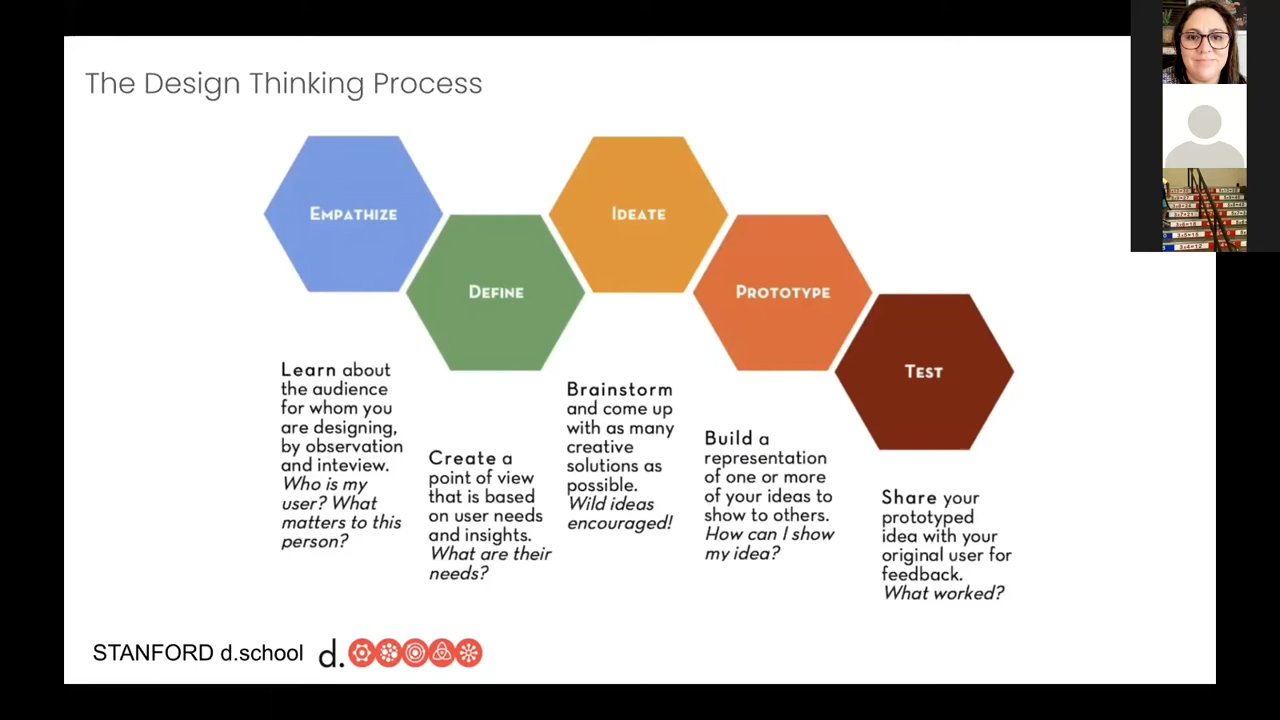 The Design Thinking Process
EMPATHIZE
DEFINE
IDEATE
PROTOTYPE
TEST
Learn about
the audience
for whom you
are designing,
by observation
and inteview.
Who is my
user? What
matters to this
person?
Create a
point of view
that is based
on user needs
and insights.
What are their
needs?
Brainstorm
and come up
with as many
creative
solutions as
possible.
Wild ideas
encouraged!
Build a
representation
of one or more
of your ideas to
show to others.
How can I show
my idea?
Share your
prototyped
idea with your
original user for
feedback.
What worked?
STANFORD d.school
d.